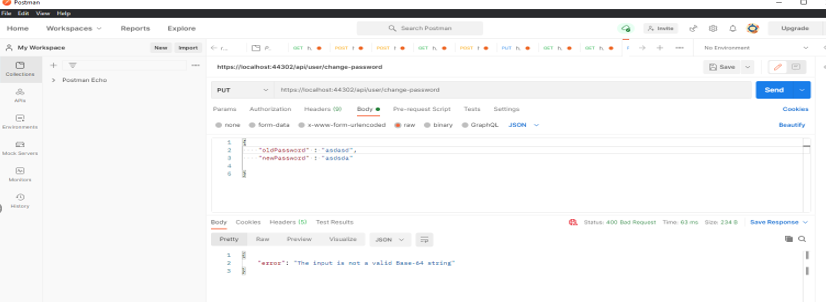 Postman
File Edit View Help
Home Workspaces Reports Explore Search Postman Invite Upgrade
My Workspace New Import No Environment
Collections
Postman Echo
APIs
Environments
Mock Servers
Monitors
History
https://localhost:44302/api/user/change-password Save
PUT https://localhost:44302/api/user/change-password Send
Params Authorization Headers (9) Body Pre-request Script Tests Settings Cookies
none form-data x-www-form-urlencoded raw binary GraphQL JSON Beautify
1 {
2 "oldPassword" : "asdasd",
3 "newPassword" : "asdsda"
4
5 }
Body Cookies Headers (5) Test Results Status: 400 Bad Request Time: 63 ms Size: 234 B Save Response
Pretty Raw Preview Visualize JSON
1 {
2 "error": "The input is not a valid Base-64 string"
3 }